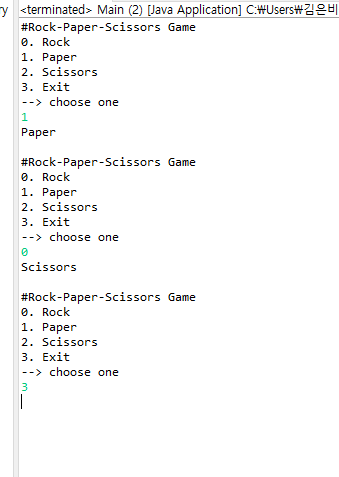 ry <terminated> Main (2) [Java Application] C:₩Users₩김은비
#Rock-Paper-Scissors Game
0. Rock
1. Paper
2. Scissors
3. Exit
--> choose one
1
Paper
#Rock-Paper-Scissors Game
0. Rock
1. Paper
2. Scissors
3. Exit
--> choose one
0
Scissors
#Rock-Paper-Scissors Game
0. Rock
1. Paper
2. Scissors
3. Exit
--> choose one
3